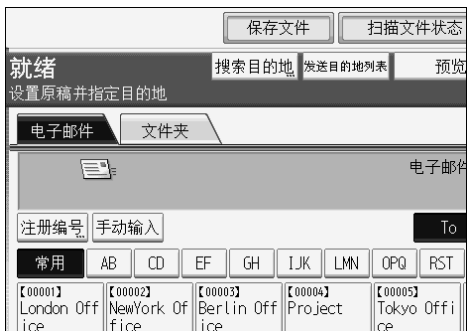 保存文件 扫描文件状态
就绪 搜索目的地 发送目的地列表 预览
设置原稿并指定目的地
电子邮件 文件夹
电子邮件
注册编号 手动输入 To
常用 AB CD EF GH IJK LMN OPQ RST
【00001】 【00002】 【00003】 【00004】 【00005】
London Off NewYork Of Berlin Off Project Tokyo Offi
ice ffice ice ce